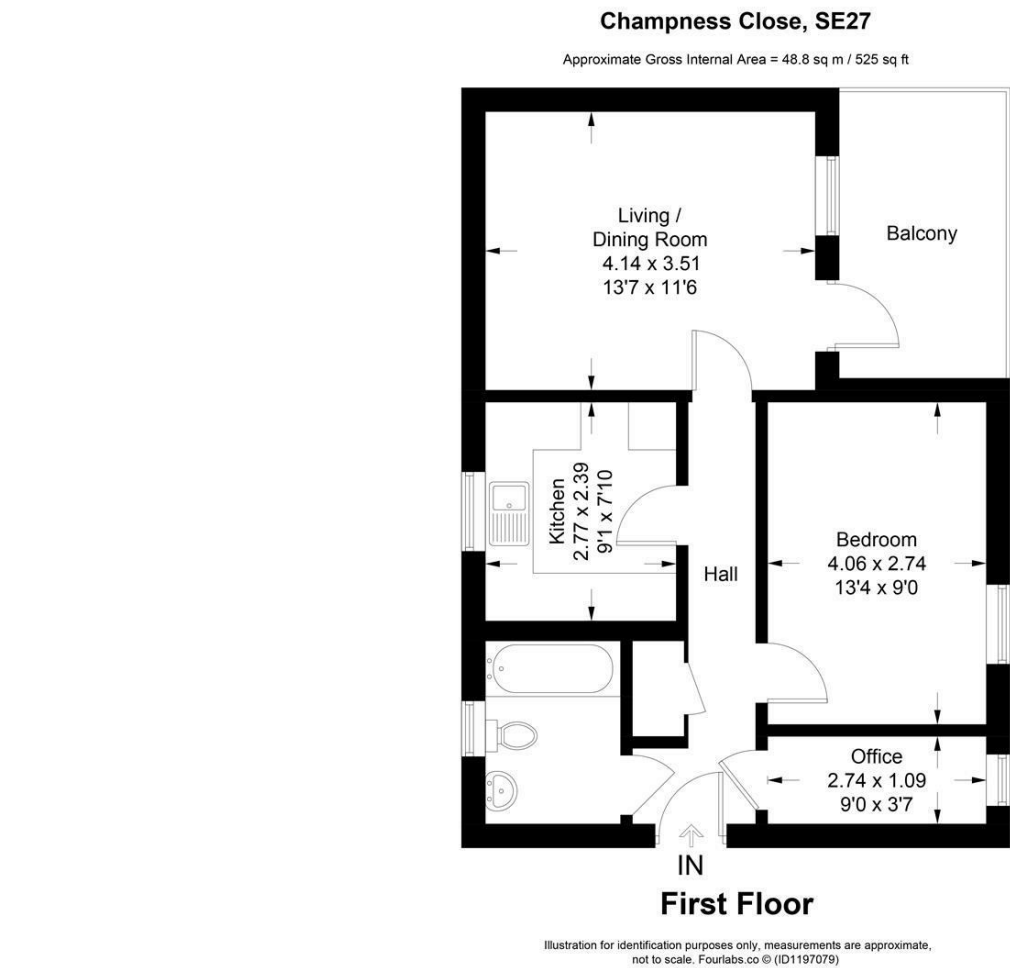 Champness Close, SE27
Approximate Gross Internal Area = 48.8 sq m / 525 sq ft
Living /
Dining Room
4.14 x 3.51
13'7 x 11'6
Balcony
Kitchen
2.77 x 2.39
9'1 x 7'10
Hall
Bedroom
4.06 x 2.74
13'4 x 9'0
Office
2.74 x 1.09
9'0 x 3'7
IN
First Floor
Illustration for identification purposes only, measurements are approximate,
not to scale. Fourlabs.co © (ID1197079)